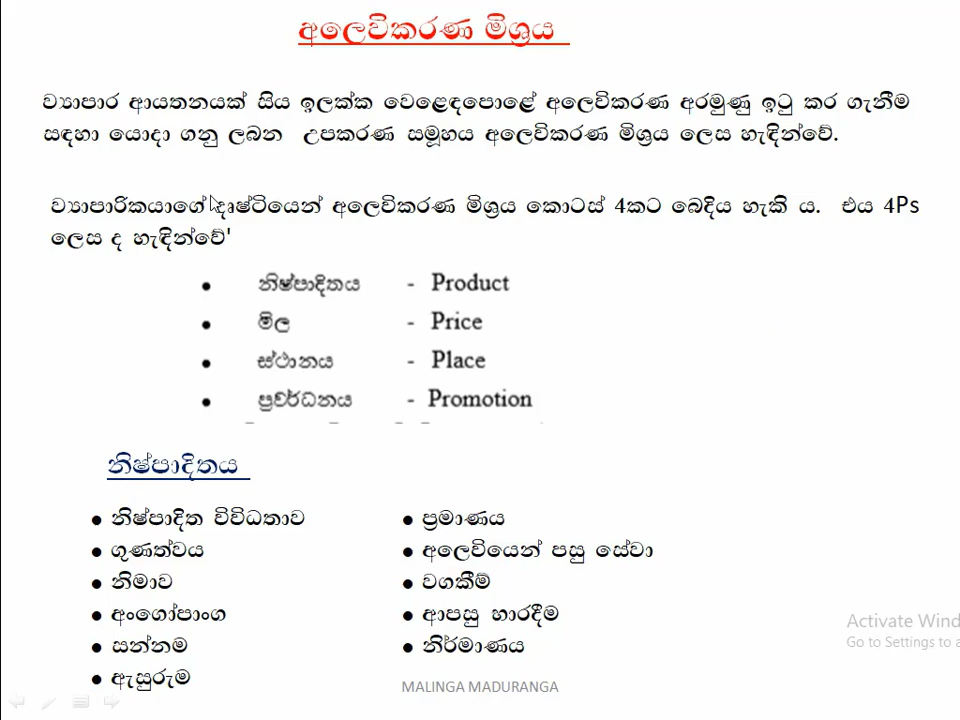 අලෙවිකරණ මිශ්‍රය
ව්‍යාපාර ආයතනයක් සිය ඉලක්ක වෙළෙඳපොළේ අලෙවිකරණ අරමුණු ඉටු කර ගැනීම
සඳහා යොදා ගනු ලබන උපකරණ සමූහය අලෙවිකරණ මිශ්‍රය ලෙස හැඳින්වේ.
ව්‍යාපාරිකයාගේ දෘෂ්ටියෙන් අලෙවිකරණ මිශ්‍රය කොටස් 4කට බෙදිය හැකි ය. එය 4Ps
ලෙස ද හැඳින්වේ'
• නිෂ්පාදිතය - Product
• මිල - Price
• ස්ථානය - Place
• ප්‍රවර්ධනය - Promotion
නිෂ්පාදිතය
• නිෂ්පාදිත විවිධතාව
• ගුණත්වය
• නිමාව
• අංගෝපාංග
• සන්නම
• ඇසුරුම
• ප්‍රමාණය
• අලෙවියෙන් පසු සේවා
• වගකීම්
• ආපසු භාරදීම
• නිර්මාණය
MALINGA MADURANGA
Activate Wind
Go to Settings to a